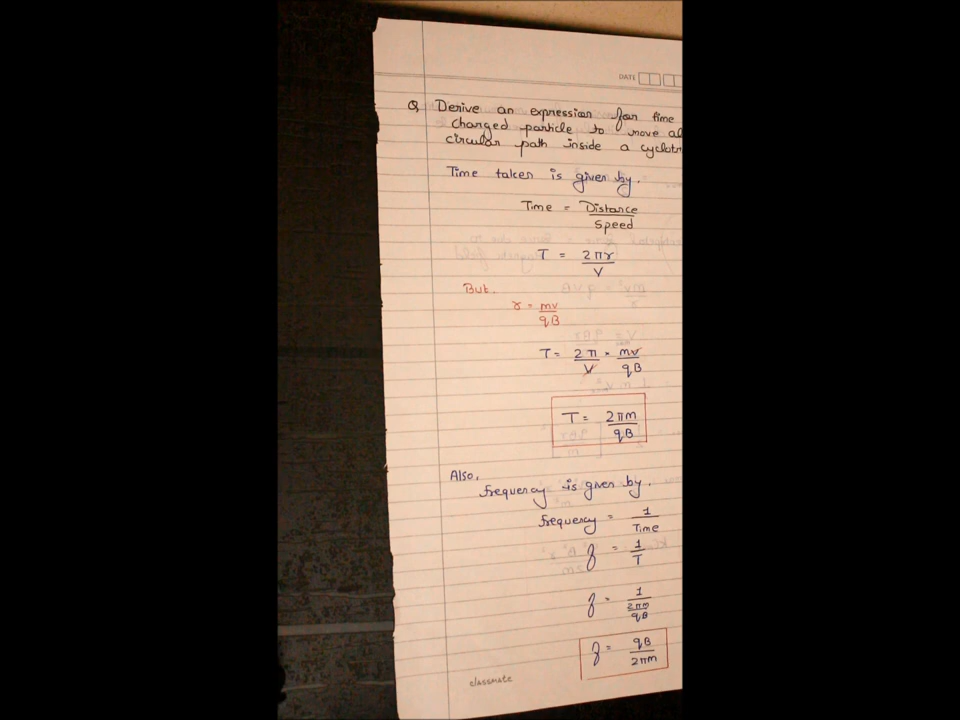 DATE
Q. Derive an expression for time
charged particle to move
circular path inside a
Time taken is given by.
Time = Distance / Speed
T = 2πr / V
But.
r = mv / qB
T = 2π / V × mv / qB
T = 2πm / qB
Also,
frequency is given by.
frequency = 1 / Time
f = 1 / T
f = 1 / (2πm / qB)
f = qB / 2πm
classmate